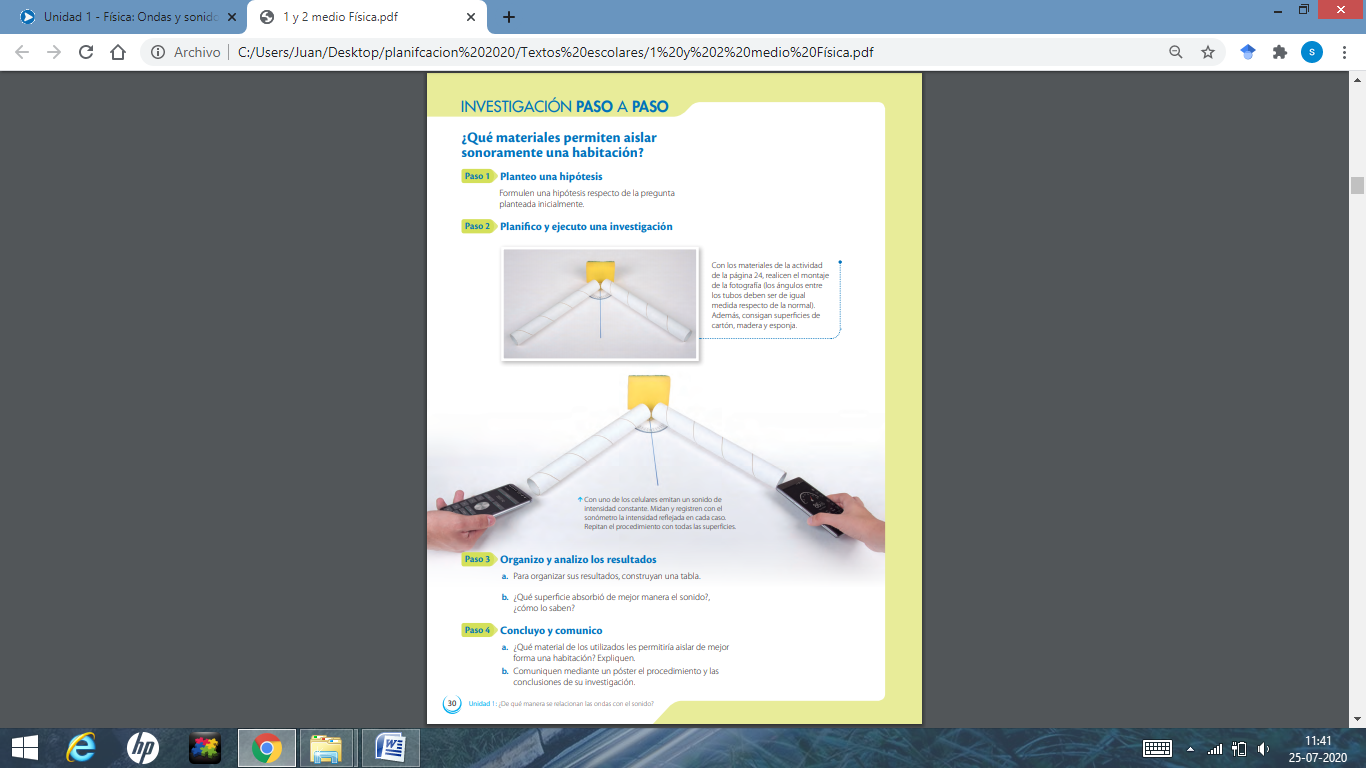 Unidad 1 - Física: Ondas y sonido
1 y 2 medio Física.pdf
Archivo
C:/Users/Juan/Desktop/planifcacion%202020/Textos%20escolares/1%20y%202%20medio%20Física.pdf
s
INVESTIGACIÓN PASO A PASO
¿Qué materiales permiten aislar
sonoramente una habitación?
Paso 1 Planteo una hipótesis
Formulen una hipótesis respecto de la pregunta
planteada inicialmente.
Paso 2 Planifico y ejecuto una investigación
Con los materiales de la actividad
de la página 24, realicen el montaje
de la fotografía (los ángulos entre
los tubos deben ser de igual
medida respecto de la normal).
Además, consigan superficies de
cartón, madera y esponja.
Con uno de los celulares emitan un sonido de
intensidad constante. Midan y registren con el
sonómetro la intensidad reflejada en cada caso.
Repitan el procedimiento con todas las superficies.
Paso 3 Organizo y analizo los resultados
a. Para organizar sus resultados, construyan una tabla.
b. ¿Qué superficie absorbió de mejor manera el sonido?,
¿cómo lo saben?
Paso 4 Concluyo y comunico
a. ¿Qué material de los utilizados les permitiría aislar de mejor
forma una habitación? Expliquen.
b. Comuniquen mediante un póster el procedimiento y las
conclusiones de su investigación.
30 Unidad 1: ¿De qué manera se relacionan las ondas con el sonido?
hp
W
11:41
25-07-2020